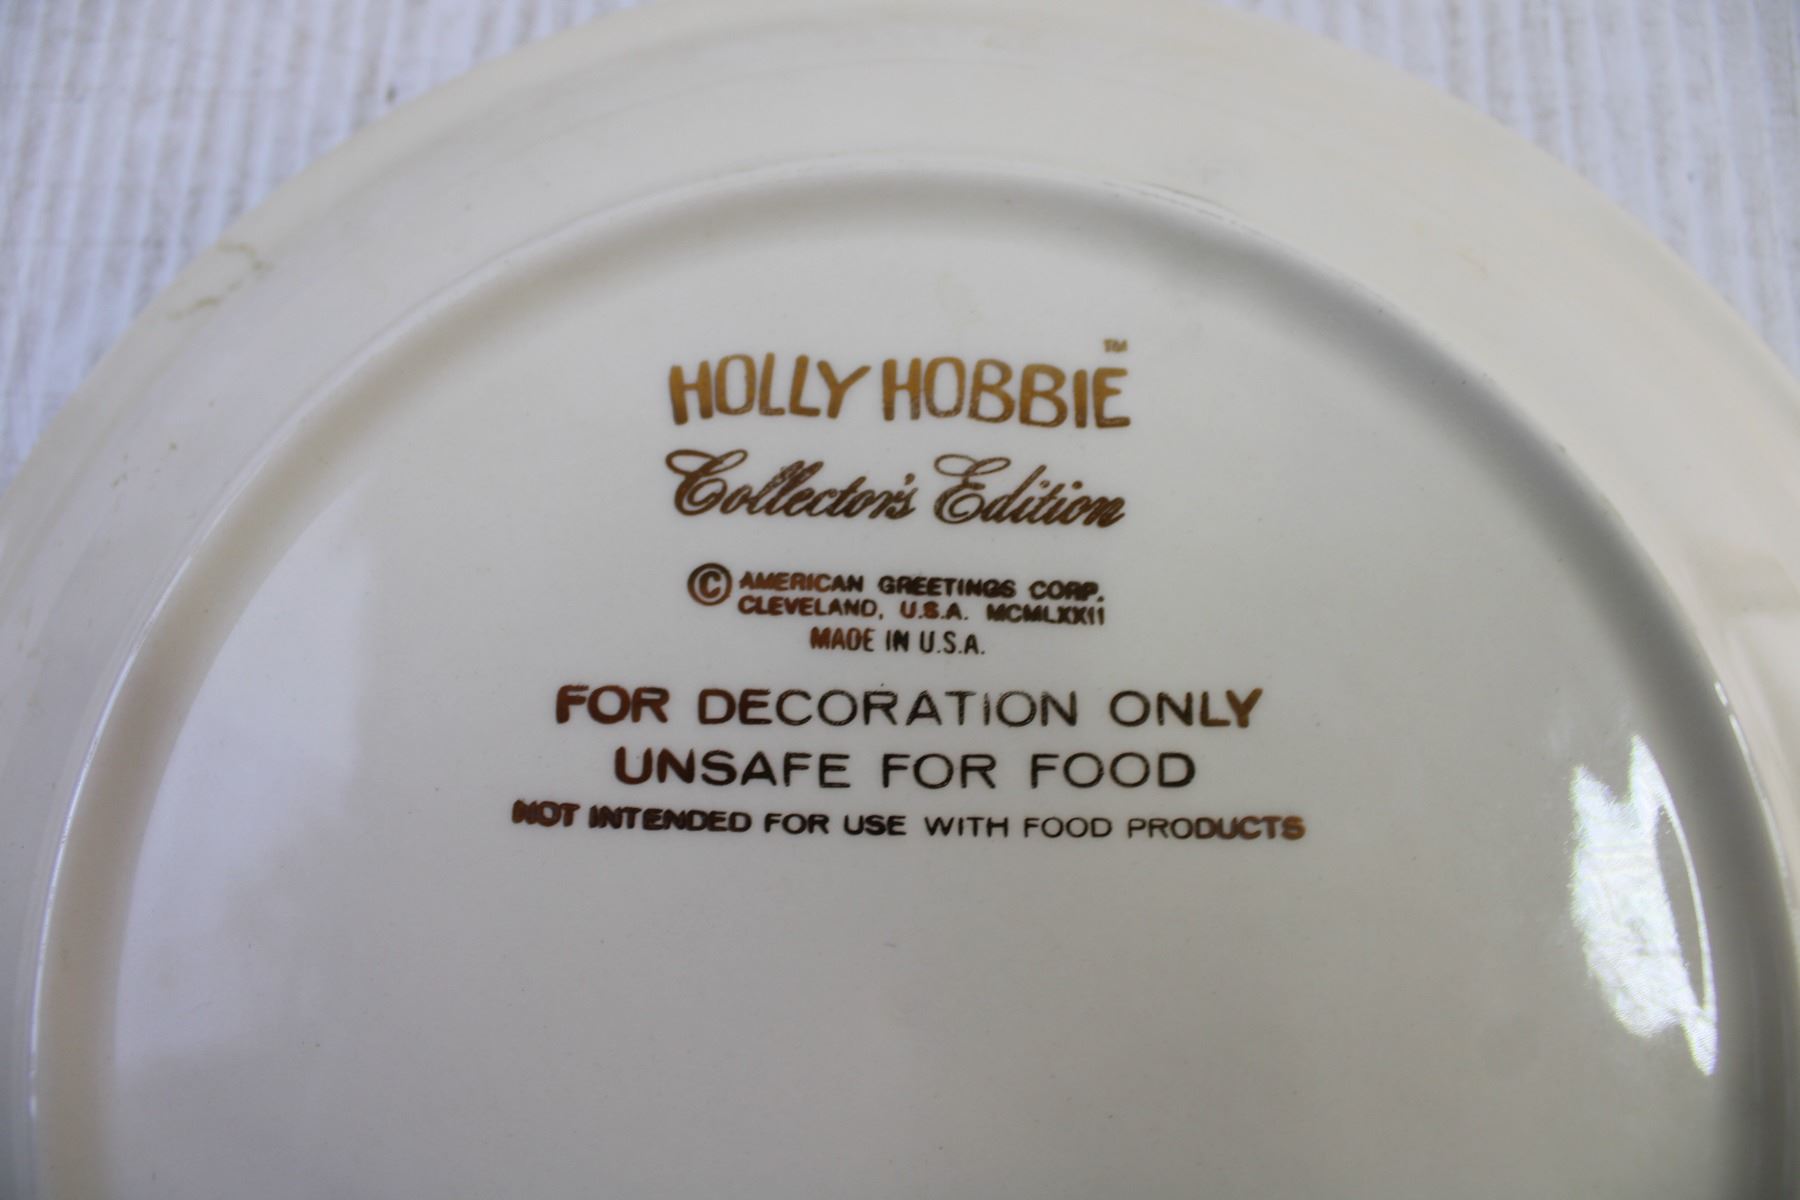 HOLLY HOBBIE™
Collector's Edition
© AMERICAN GREETINGS CORP.
CLEVELAND, U.S.A. MCMLXXII
MADE IN U.S.A.
FOR DECORATION ONLY
UNSAFE FOR FOOD
NOT INTENDED FOR USE WITH FOOD PRODUCTS